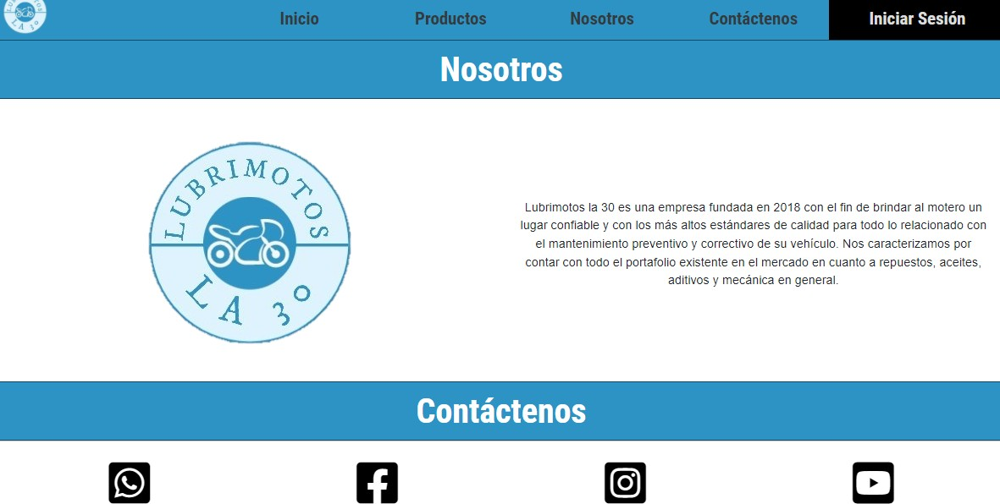 LUBRIMOTOS
LA 30
Inicio
Productos
Nosotros
Contáctenos
Iniciar Sesión
Nosotros
LUBRIMOTOS
LA 30
Lubrimotos la 30 es una empresa fundada en 2018 con el fin de brindar al motero un
lugar confiable y con los más altos estándares de calidad para todo lo relacionado con
el mantenimiento preventivo y correctivo de su vehículo. Nos caracterizamos por
contar con todo el portafolio existente en el mercado en cuanto a repuestos, aceites,
aditivos y mecánica en general.
Contáctenos